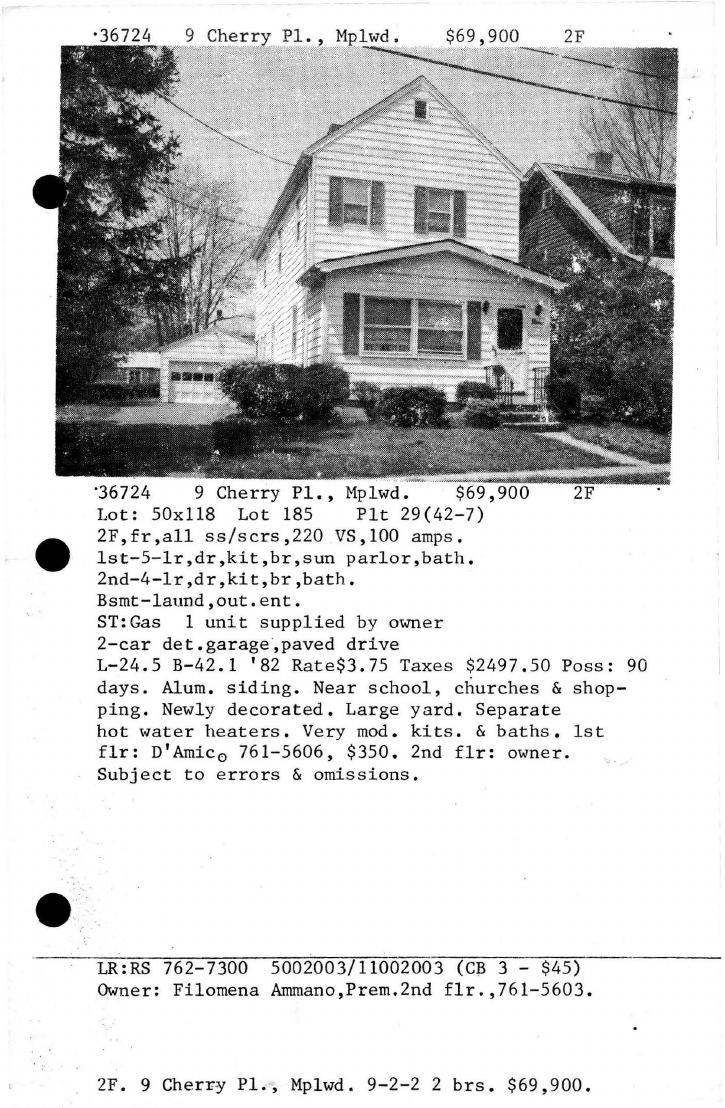 ·36724 9 Cherry Pl., Mplwd. $69,900 2F
·36724 9 Cherry Pl., Mplwd. $69,900 2F
Lot: 50x118 Lot 185 Plt 29(42-7)
2F,fr,all ss/scrs,220 VS,100 amps.
1st-5-lr,dr,kit,br,sun parlor,bath.
2nd-4-lr,dr,kit,br,bath.
Bsmt-laund,out.ent.
ST:Gas 1 unit supplied by owner
2-car det.garage,paved drive
L-24.5 B-42.1 '82 Rate$3.75 Taxes $2497.50 Poss: 90
days. Alum. siding. Near school, churches & shop-
ping. Newly decorated. Large yard. Separate
hot water heaters. Very mod. kits. & baths. 1st
flr: D'Amico 761-5606, $350. 2nd flr: owner.
Subject to errors & omissions.
LR:RS 762-7300 5002003/11002003 (CB 3 - $45)
Owner: Filomena Ammano,Prem.2nd flr.,761-5603.
2F. 9 Cherry Pl., Mplwd. 9-2-2 2 brs. $69,900.